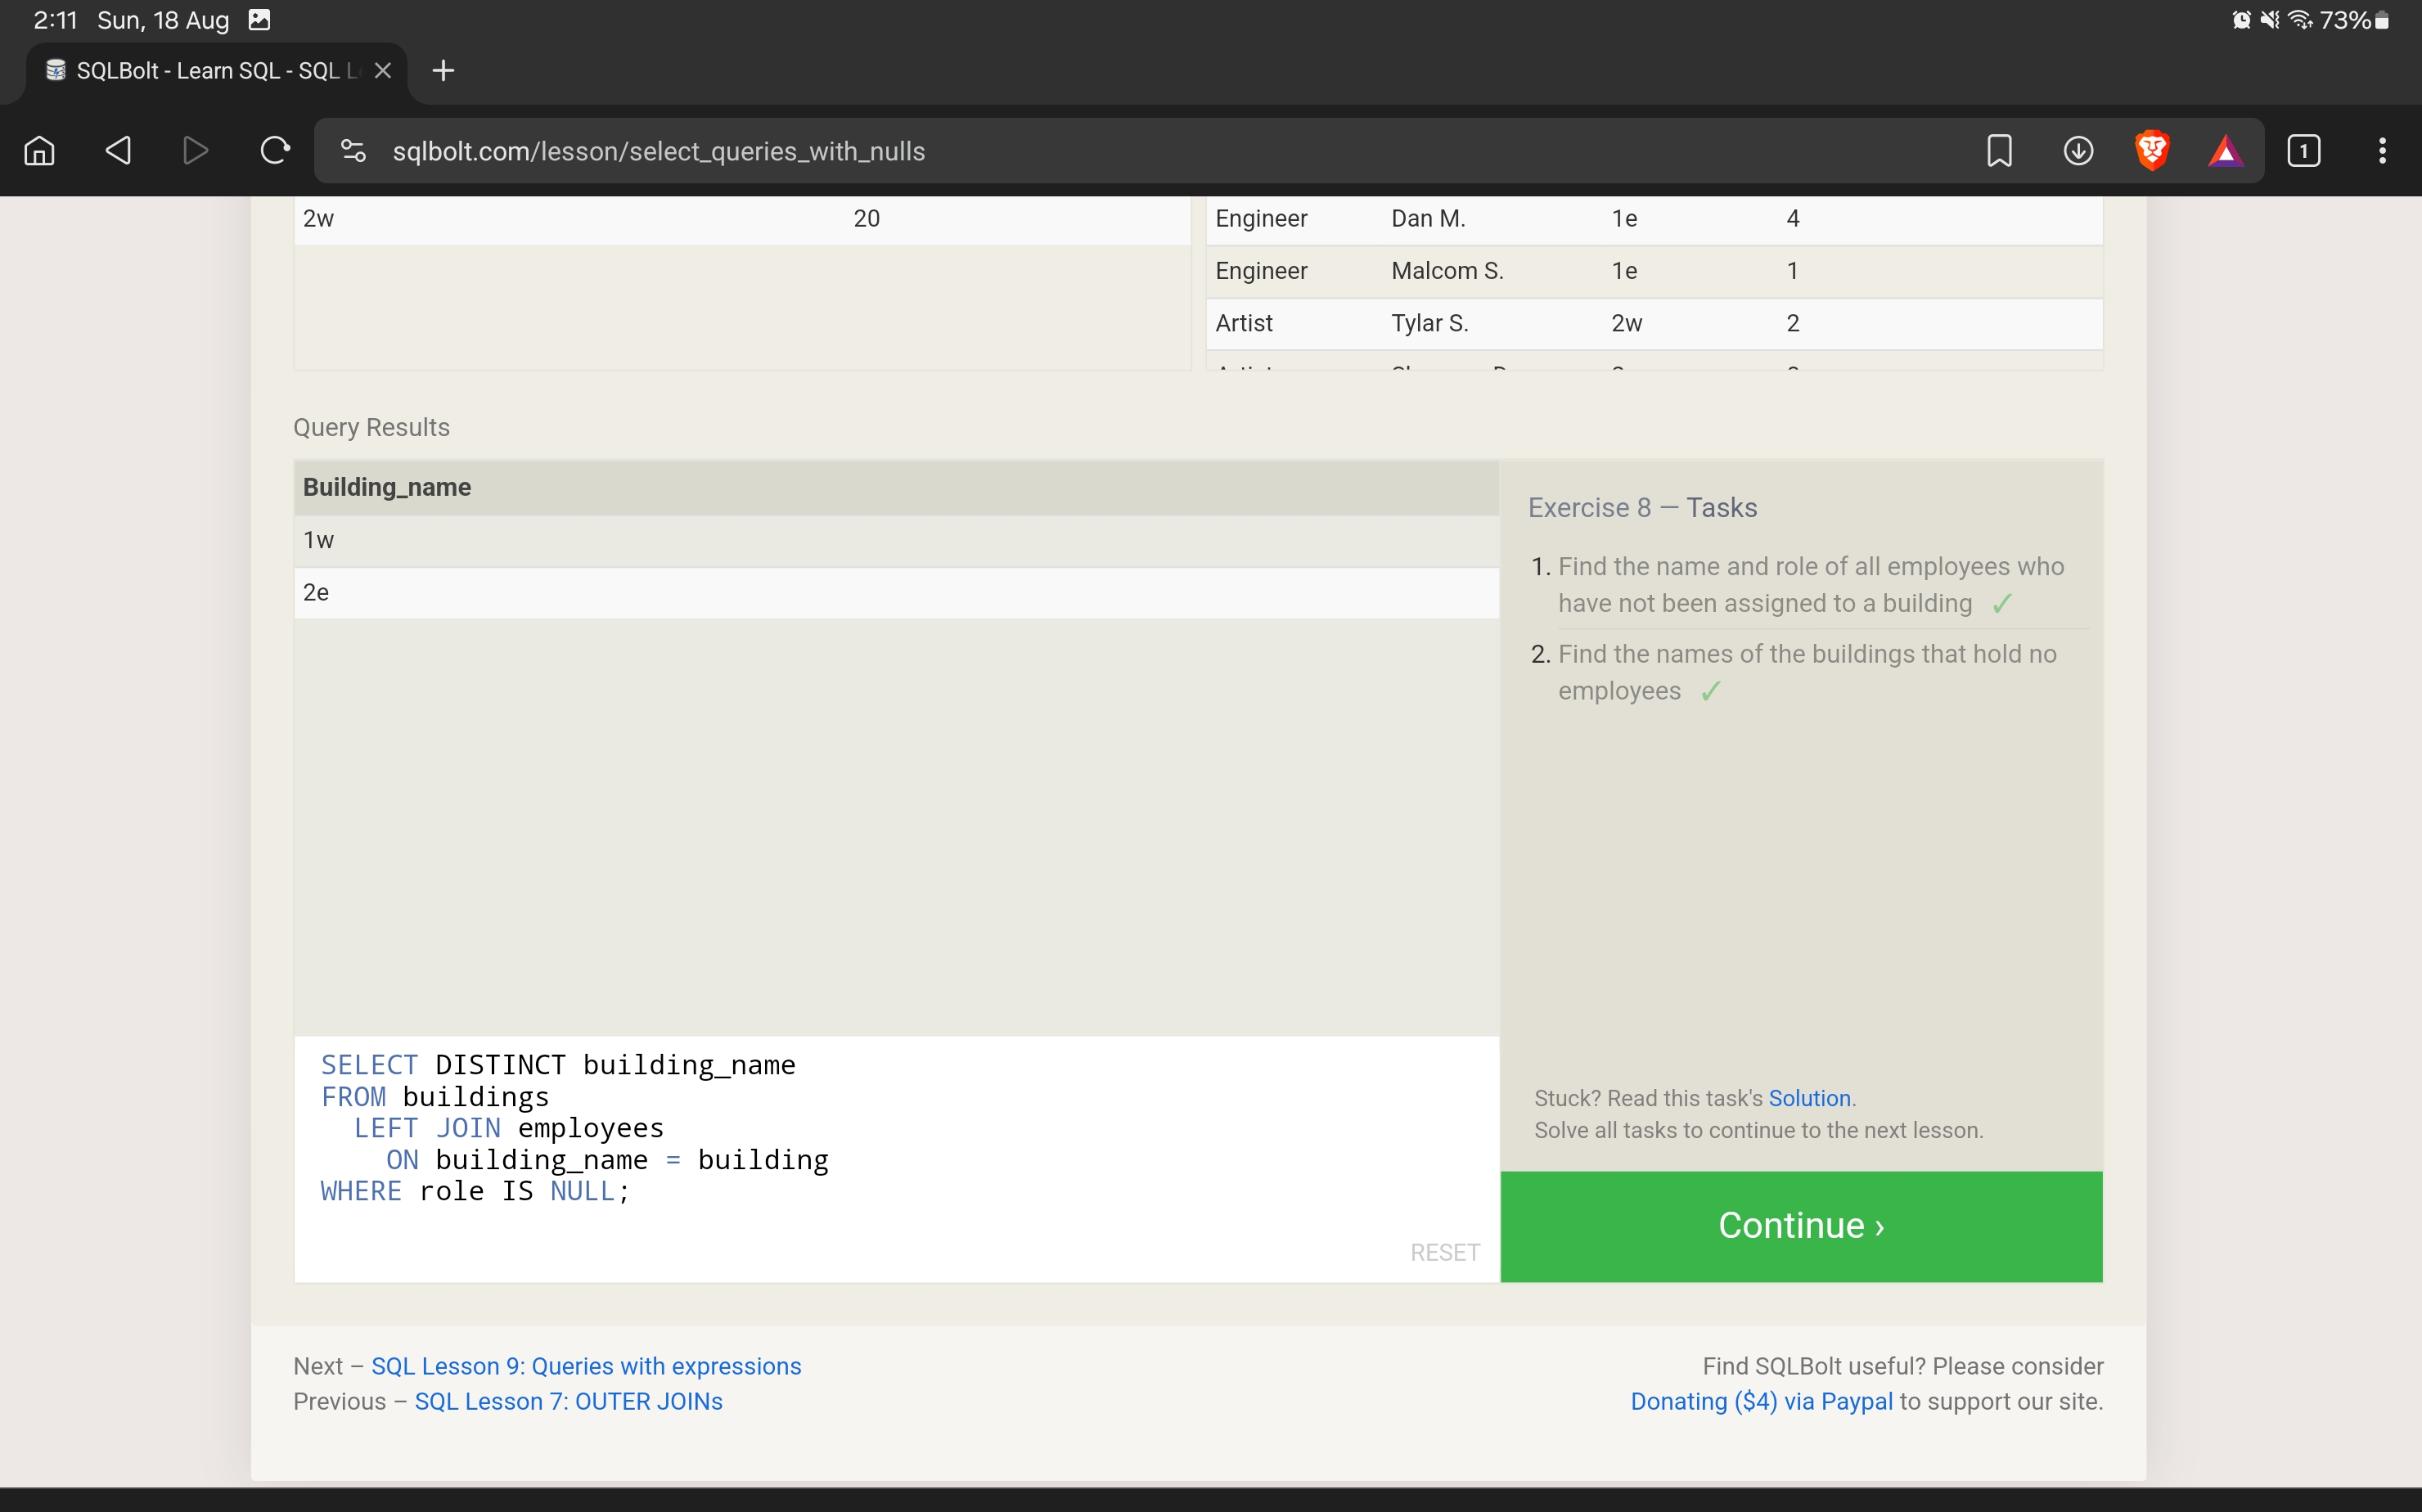 2:11 Sun, 18 Aug 73%
SQLBolt - Learn SQL - SQL
sqlbolt.com/lesson/select_queries_with_nulls
1
2w 20
Engineer Dan M. 1e 4
Engineer Malcom S. 1e 1
Artist Tylar S. 2w 2
Query Results
Building_name
1w
2e
Exercise 8 — Tasks
1. Find the name and role of all employees who
have not been assigned to a building ✓
2. Find the names of the buildings that hold no
employees ✓
SELECT DISTINCT building_name
FROM buildings
LEFT JOIN employees
ON building_name = building
WHERE role IS NULL;
RESET
Stuck? Read this task's Solution.
Solve all tasks to continue to the next lesson.
Continue ›
Next – SQL Lesson 9: Queries with expressions
Previous – SQL Lesson 7: OUTER JOINs
Find SQLBolt useful? Please consider
Donating ($4) via Paypal to support our site.